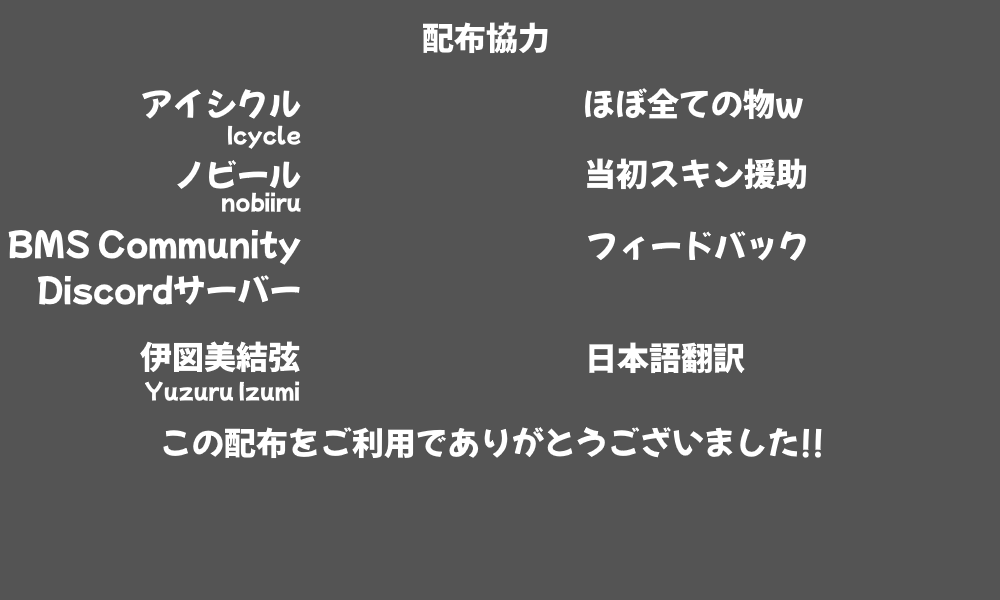 配布協力
アイシクル
ほぼ全ての物w
Icycle
ノビール
当初スキン援助
nobiiru
BMS Community
フィードバック
Discordサーバー
伊図美結弦
日本語翻訳
Yuzuru Izumi
この配布をご利用でありがとうございました!!